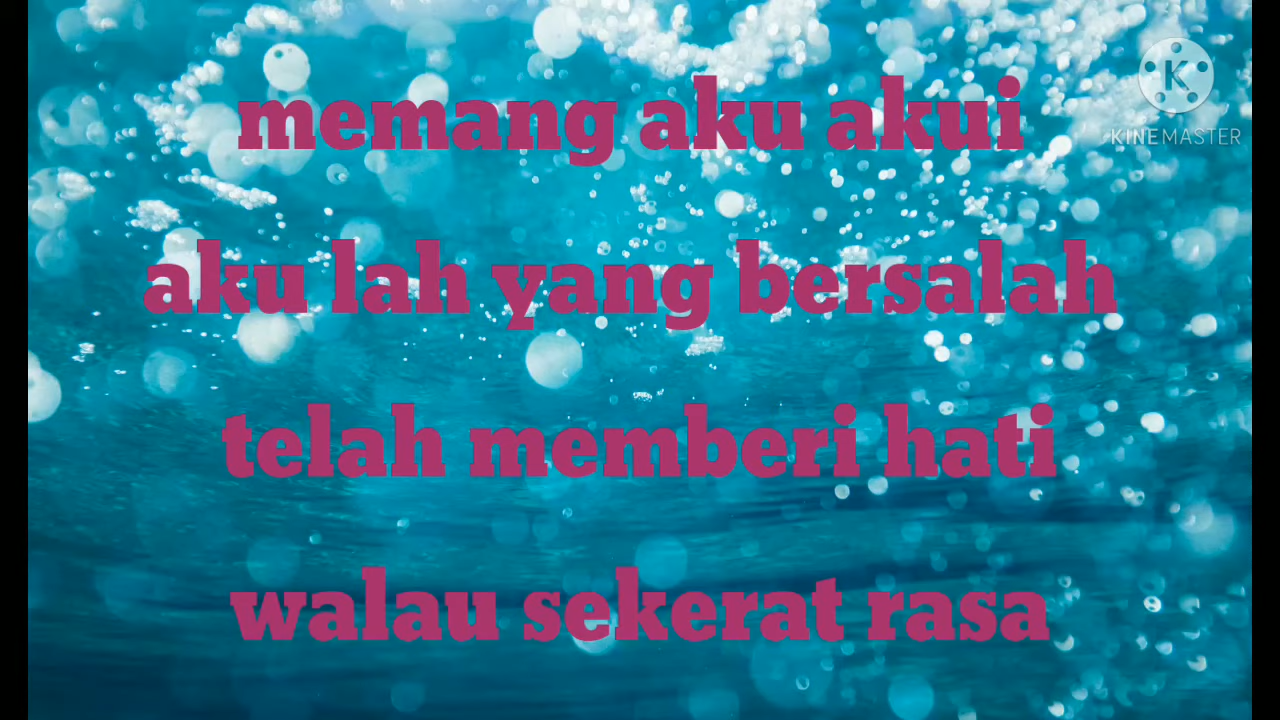 memang aku akui
K
KINEMASTER
aku lah yang bersalah
telah memberi hati
walau sekerat rasa